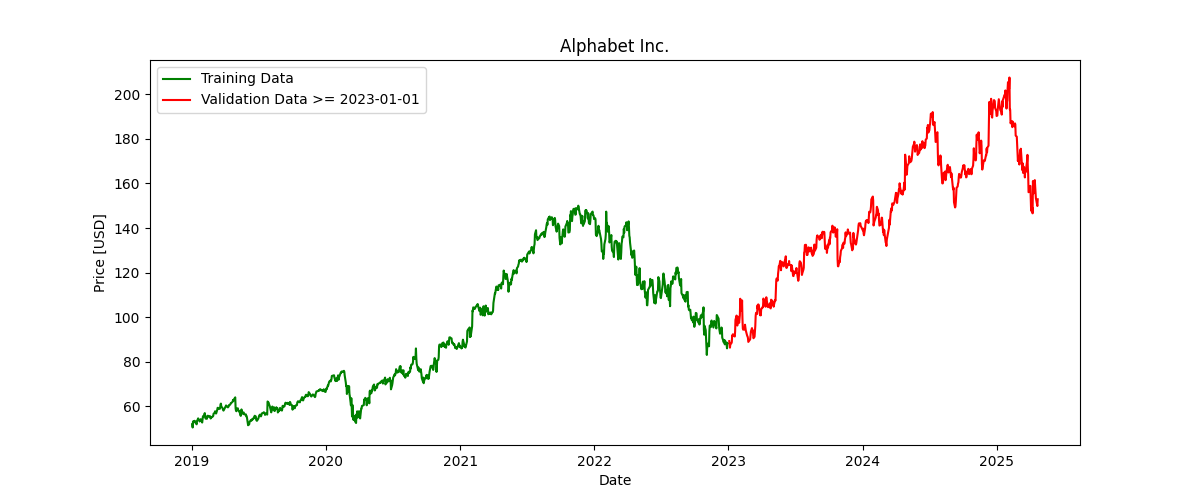 Alphabet Inc.
Training Data
Validation Data >= 2023-01-01
Price [USD]
200
180
160
140
120
100
80
60
2019 2020 2021 2022 2023 2024 2025
Date